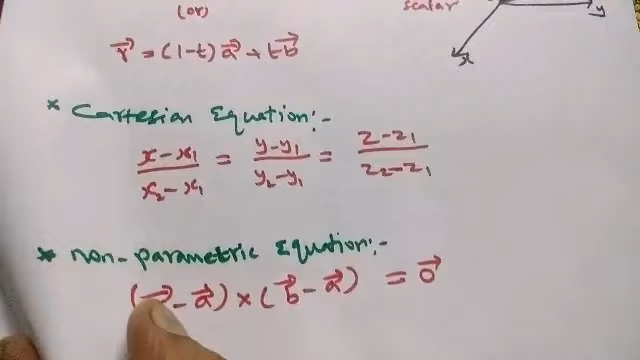 (or)
scalar
y
r⃗ = (1-t) a⃗ + t b⃗
x
* Cartesian Equation:-
x-x₁/x₂-x₁ = y-y₁/y₂-y₁ = z-z₁/z₂-z₁
* non-parametric Equation:-
( - a⃗) × (b⃗ - a⃗) = 0⃗